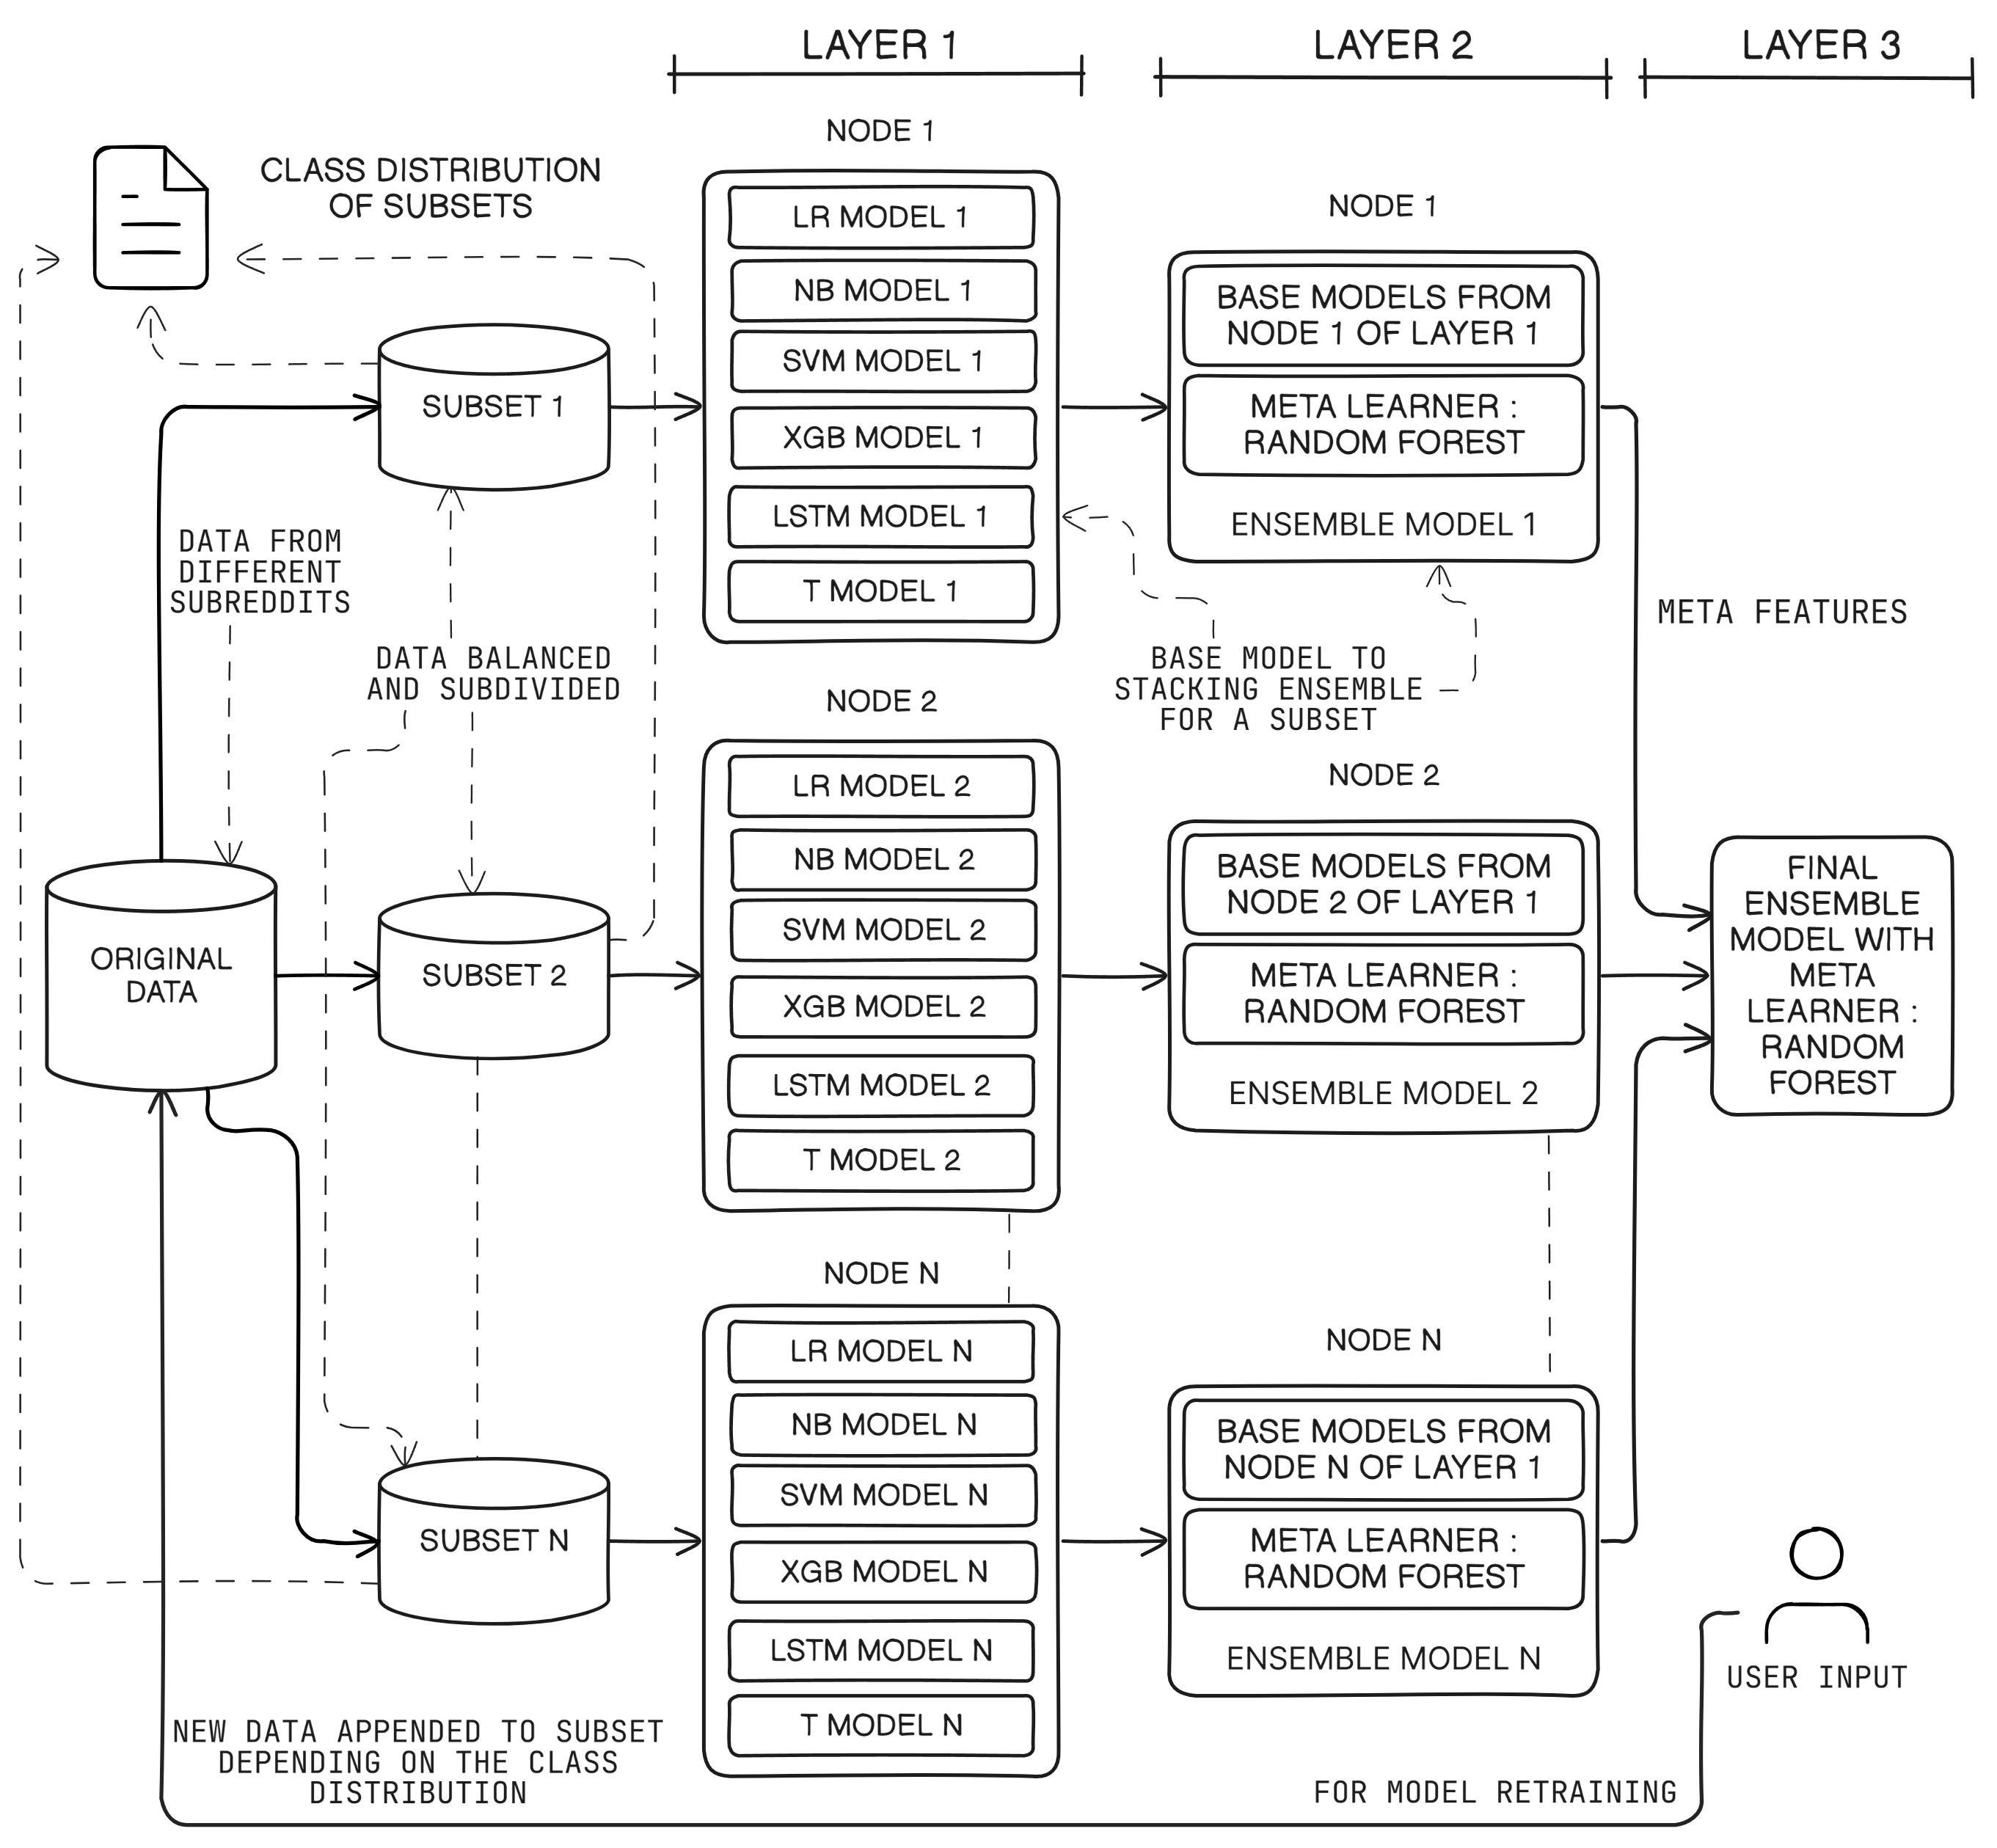 LAYER 1
LAYER 2
LAYER 3
CLASS DISTRIBUTION
OF SUBSETS
DATA FROM
DIFFERENT
SUBREDDITS
ORIGINAL
DATA
SUBSET 1
DATA BALANCED
AND SUBDIVIDED
SUBSET 2
SUBSET N
NEW DATA APPENDED TO SUBSET
DEPENDING ON THE CLASS
DISTRIBUTION
NODE 1
LR MODEL 1
NB MODEL 1
SVM MODEL 1
XGB MODEL 1
LSTM MODEL 1
T MODEL 1
NODE 2
LR MODEL 2
NB MODEL 2
SVM MODEL 2
XGB MODEL 2
LSTM MODEL 2
T MODEL 2
NODE N
LR MODEL N
NB MODEL N
SVM MODEL N
XGB MODEL N
LSTM MODEL N
T MODEL N
NODE 1
BASE MODELS FROM
NODE 1 OF LAYER 1
META LEARNER :
RANDOM FOREST
ENSEMBLE MODEL 1
BASE MODEL TO
STACKING ENSEMBLE
FOR A SUBSET
NODE 2
BASE MODELS FROM
NODE 2 OF LAYER 1
META LEARNER :
RANDOM FOREST
ENSEMBLE MODEL 2
NODE N
BASE MODELS FROM
NODE N OF LAYER 1
META LEARNER :
RANDOM FOREST
ENSEMBLE MODEL N
META FEATURES
FINAL
ENSEMBLE
MODEL WITH
META
LEARNER :
RANDOM
FOREST
USER INPUT
FOR MODEL RETRAINING